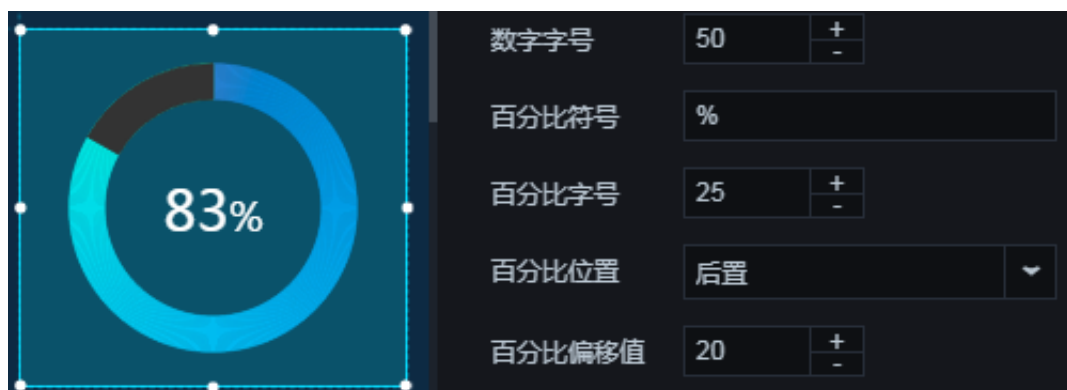 83%
数字字号 50 + -
百分比符号 %
百分比字号 25 + -
百分比位置 后置
百分比偏移值 20 + -